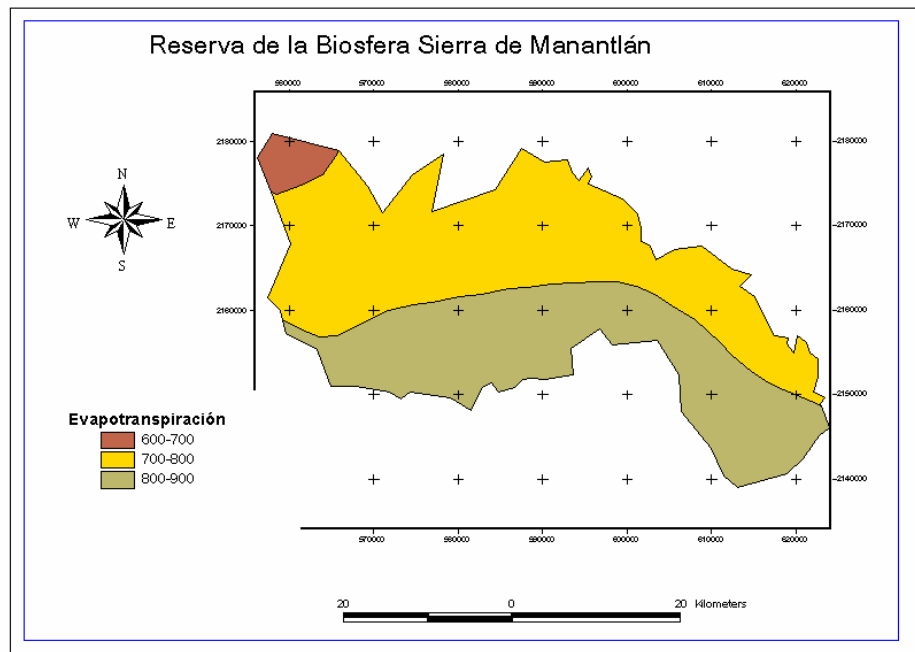 Reserva de la Biosfera Sierra de Manantlán
560000 570000 580000 590000 600000 610000 620000
2180000 2180000
N
W E
S
2170000 2170000
2160000 2160000
2150000
Evapotranspiración
600-700
700-800
800-900
2140000
570000 580000 590000 600000 610000 620000
20 0 20 Kilometers